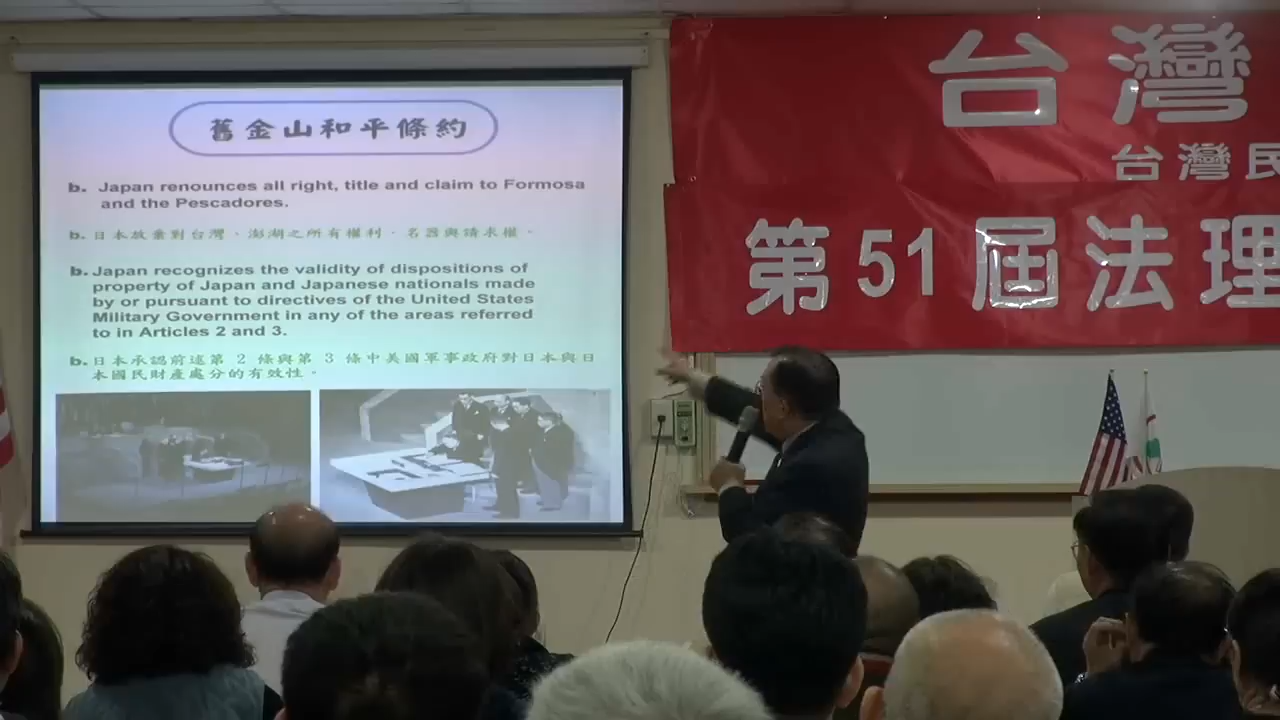 舊金山和平條約
b. Japan renounces all right, title and claim to Formosa
and the Pescadores.
b. 日本放棄對台灣、澎湖之所有權利、名器與請求權。
b. Japan recognizes the validity of dispositions of
property of Japan and Japanese nationals made
by or pursuant to directives of the United States
Military Government in any of the areas referred
to in Articles 2 and 3.
b. 日本承認前述第 2 條與第 3 條中美國軍事政府對日本與日
本國民財產處分的有效性。
台灣
台灣民
第51屆法理